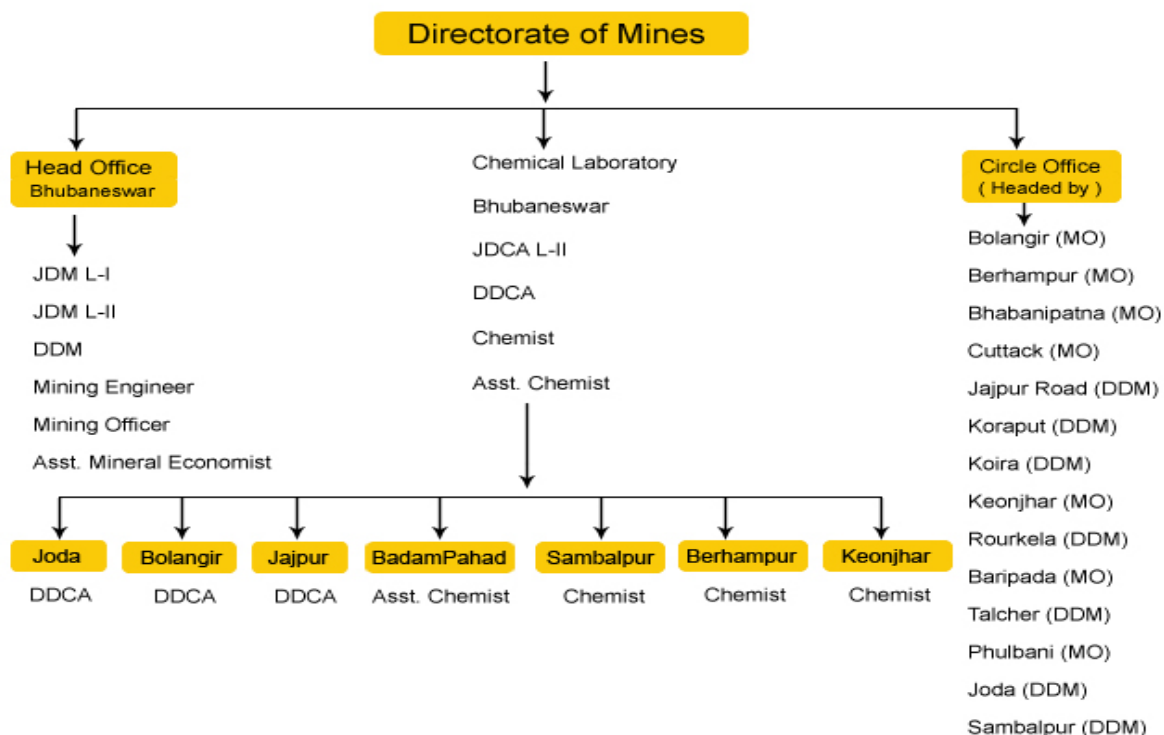 Directorate of Mines
Head Office
Bhubaneswar
JDM L-I
JDM L-II
DDM
Mining Engineer
Mining Officer
Asst. Mineral Economist
Chemical Laboratory
Bhubaneswar
JDCA L-II
DDCA
Chemist
Asst. Chemist
Circle Office
( Headed by )
Bolangir (MO)
Berhampur (MO)
Bhabanipatna (MO)
Cuttack (MO)
Jajpur Road (DDM)
Koraput (DDM)
Koira (DDM)
Keonjhar (MO)
Rourkela (DDM)
Baripada (MO)
Talcher (DDM)
Phulbani (MO)
Joda (DDM)
Sambalpur (DDM)
Joda
DDCA
Bolangir
DDCA
Jajpur
DDCA
BadamPahad
Asst. Chemist
Sambalpur
Chemist
Berhampur
Chemist
Keonjhar
Chemist